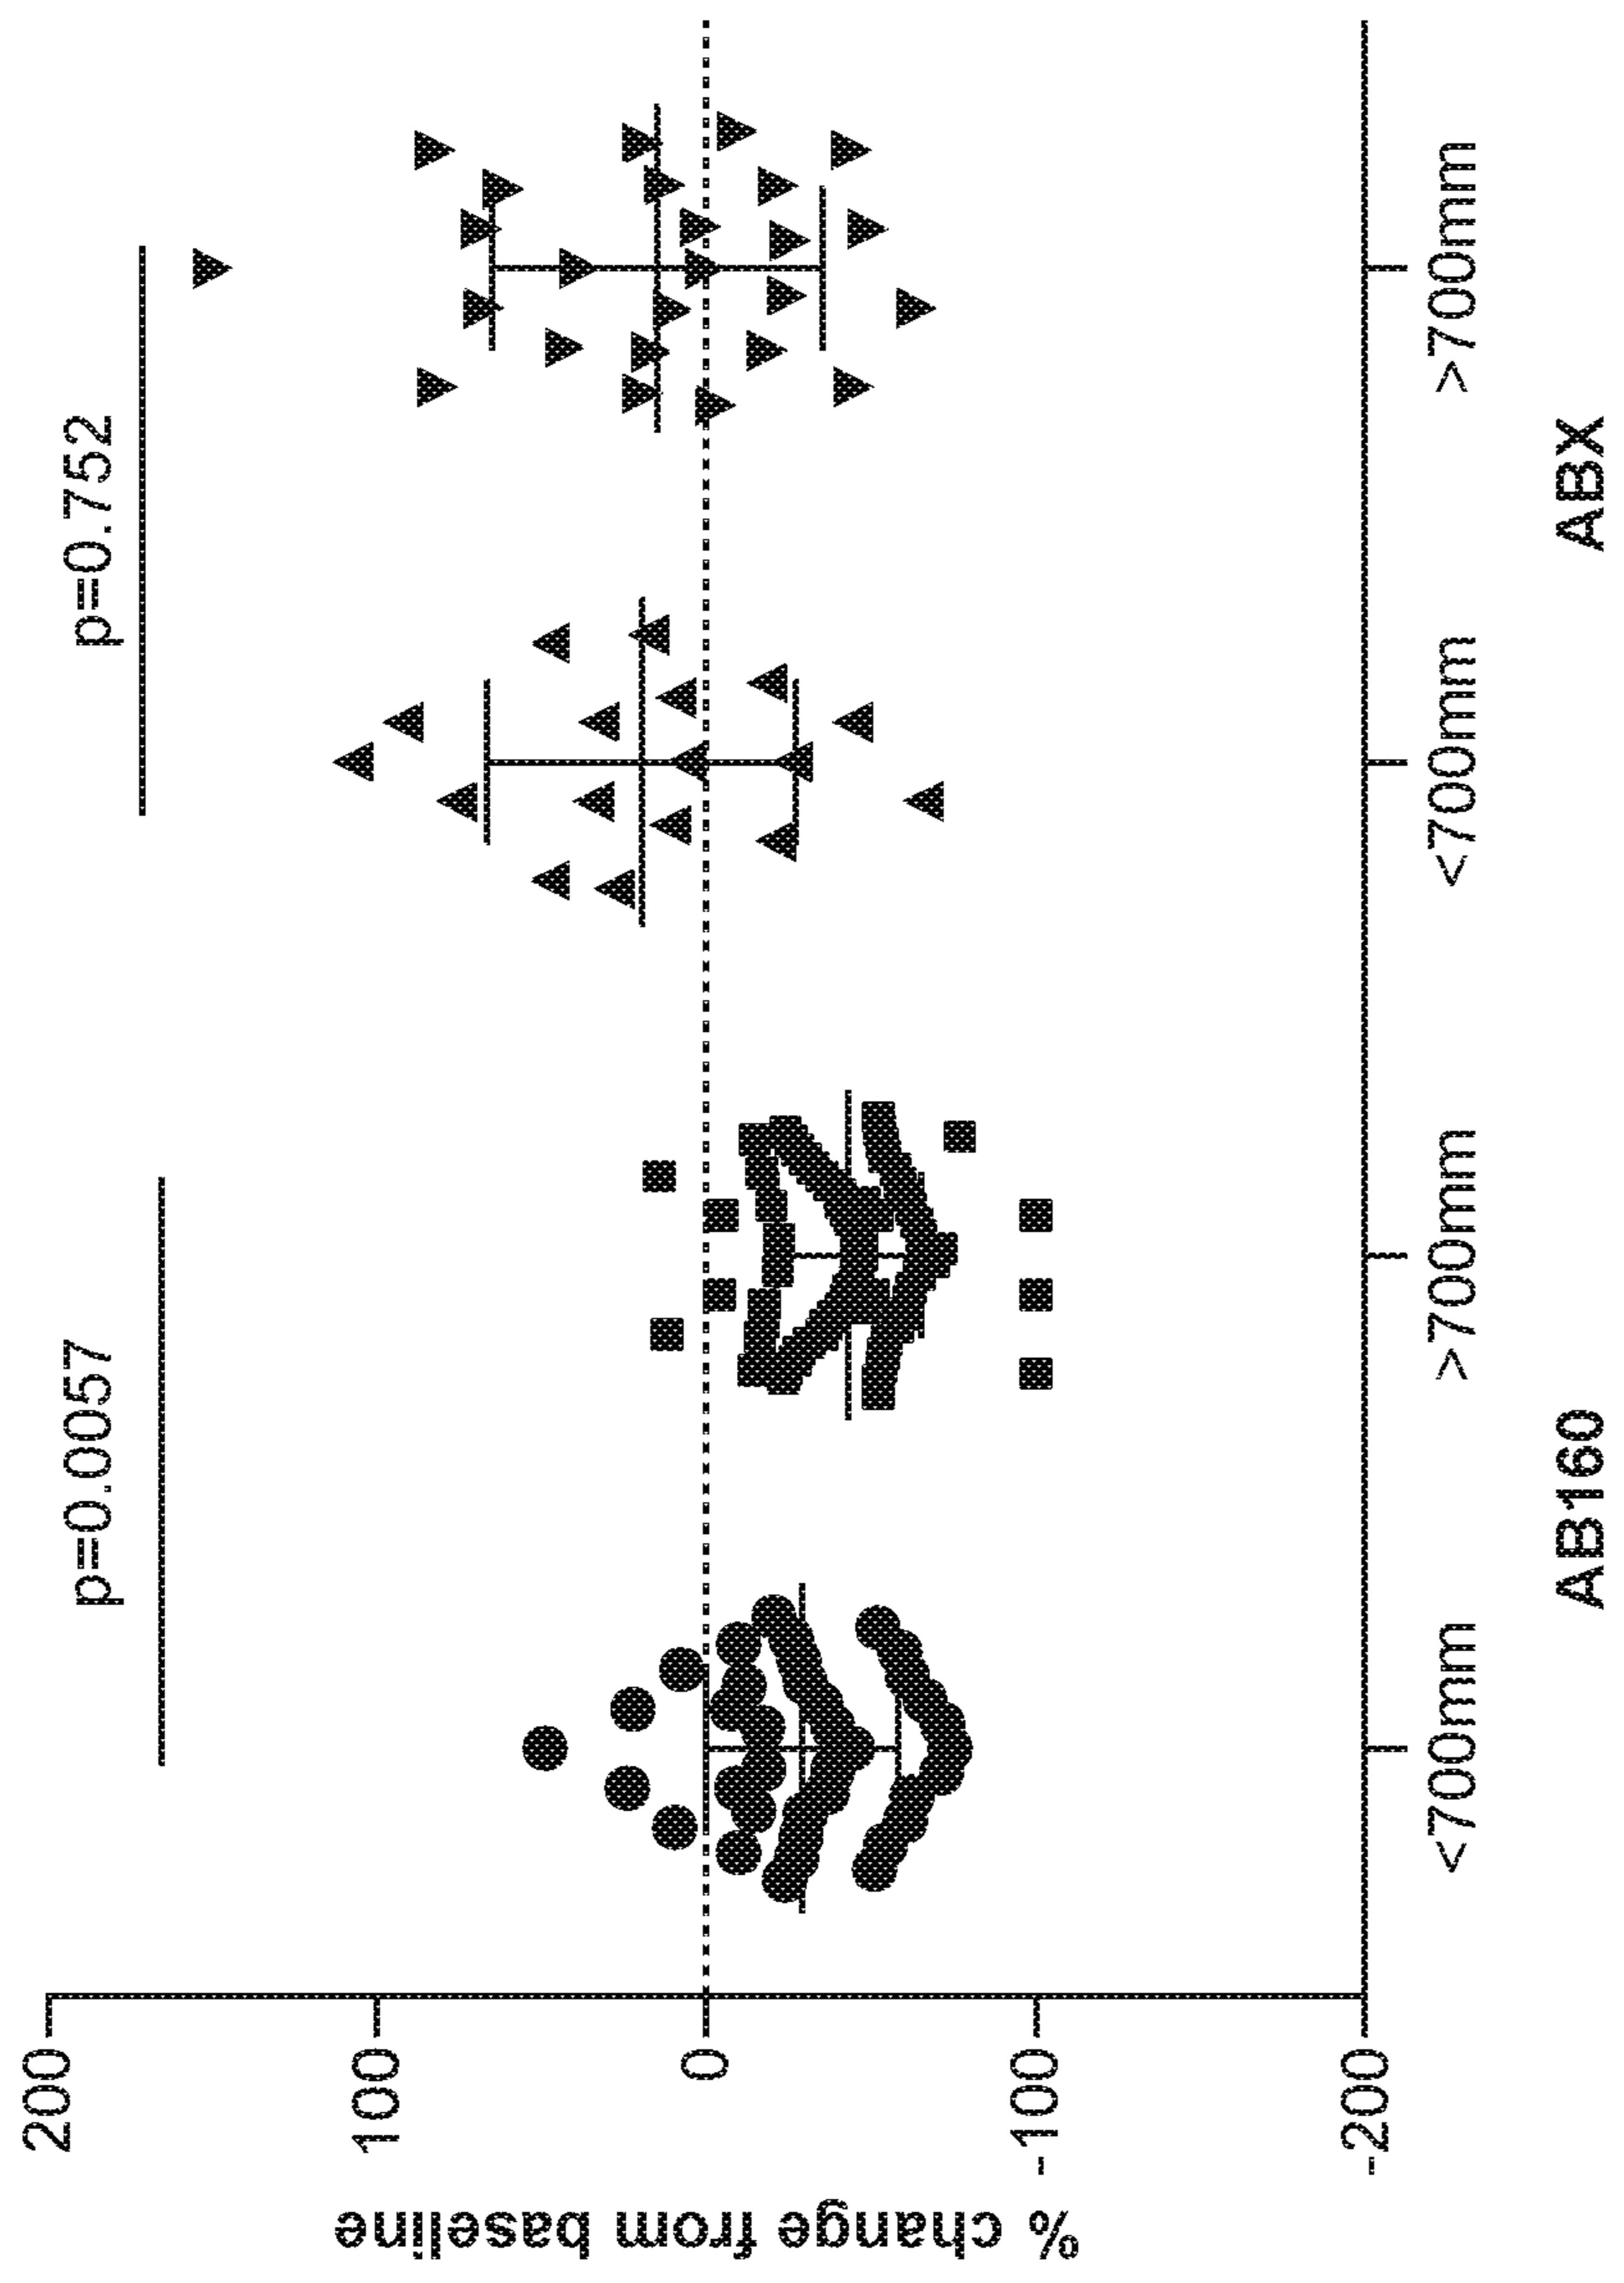 p=0.0057
p=0.752
200
100
0
-100
-200
% change from baseline
<700mm
>700mm
<700mm
>700mm
AB160
ABX